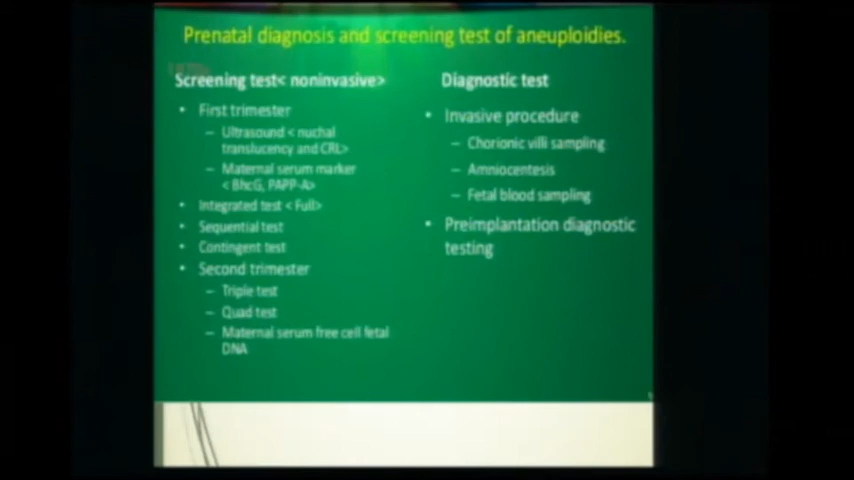 Prenatal diagnosis and screening test of aneuploidies.
Screening test< noninvasive>
• First trimester
– Ultrasound < nuchal
translucency and CRL>
– Maternal serum marker
< BhcG, PAPP-A>
• Integrated test < Full>
• Sequential test
• Contingent test
• Second trimester
– Triple test
– Quad test
– Maternal serum free cell fetal
DNA
Diagnostic test
• Invasive procedure
– Chorionic villi sampling
– Amniocentesis
– Fetal blood sampling
• Preimplantation diagnostic
testing